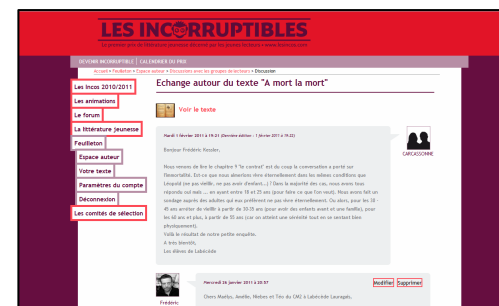 LES INCORRUPTIBLES
Le premier prix de littérature jeunesse décerné par les jeunes lecteurs • www.lesincos.com
DEVENIR INCORRUPTIBLE | CALENDRIER DU PRIX
Accueil • Feuilleton • Espace auteur • Discussions avec les groupes de lecteurs • Discussion
Les Incos 2010/2011
Les animations
Le forum
La littérature jeunesse
Feuilleton
Espace auteur
Votre texte
Paramètres du compte
Déconnexion
Les comités de sélection
Echange autour du texte "A mort la mort"
Voir le texte
Mardi 1 février 2011 à 19:21 (Dernière édition : 1 février 2011 à 19:22)
Bonjour Frédéric Kessler,
Nous venons de lire le chapitre 9 "le contrat" est du coup la conversation a porté sur
l'immortalité. Est-ce que nous aimerions vivre éternellement dans les mêmes conditions que
Léopold (ne pas vieillir, ne pas avoir d'enfant...) ? Dans la majorité des cas, nous avons tous
répondu oui mais ... en ayant entre 18 et 25 ans (pour faire ce que l'on veut). Nous avons fait un
sondage auprès des adultes qui eux préfèrent ne pas vivre éternellement. Ou alors, pour les 30 -
45 ans arrêter de vieillir à partir de 30-35 ans (pour avoir des enfants avant et une famille), pour
les 60 ans et plus, à partir de 55 ans (car on atteint une sérénité tout en se sentant bien
physiquement).
Voilà le résultat de notre petite enquête.
A très bientôt,
Les élèves de Labécède
CARCASSONNE
Mercredi 26 janvier 2011 à 20:57
Modifier Supprimer
Frédéric
Chers Maëlys, Amélie, Mattéo et Téo du CM2 à Labécède Lauragais,